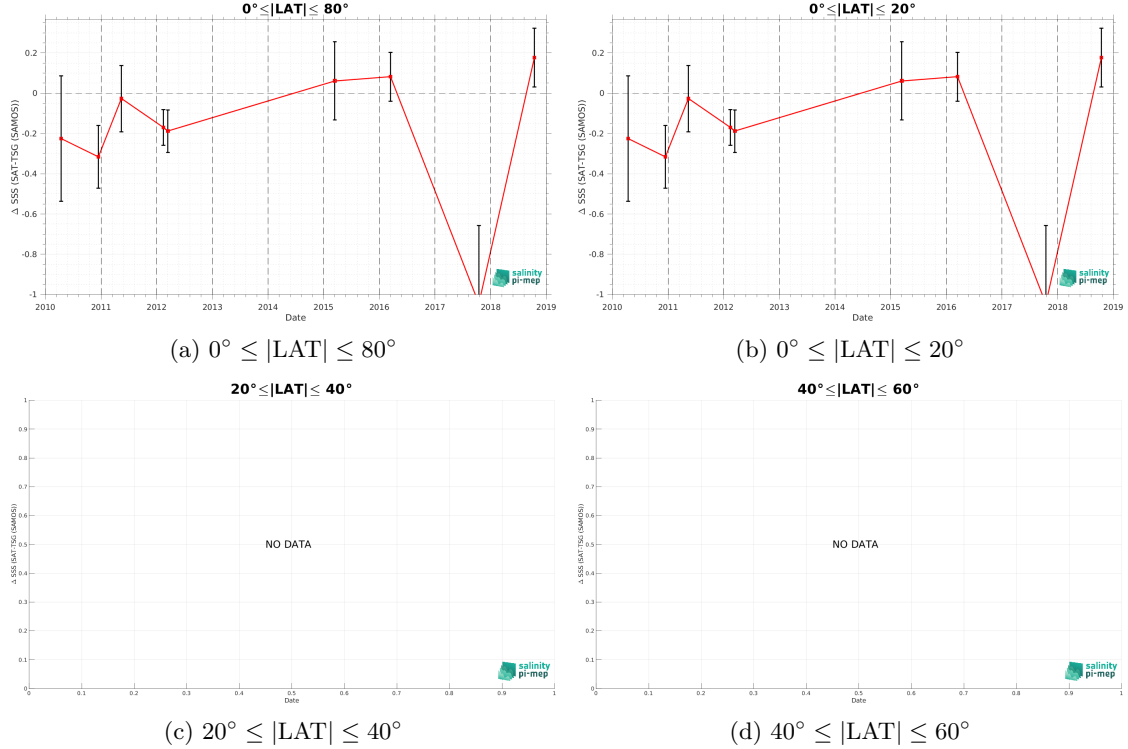 0°≤|LAT|≤ 80°
Δ SSS (SAT-TSG (SAMOS))
0.2
0
-0.2
-0.4
-0.6
-0.8
-1
2010 2011 2012 2013 2014 2015 2016 2017 2018 2019
Date
salinity
pi-mep
(a) 0° ≤ |LAT| ≤ 80°
0°≤|LAT|≤ 20°
Δ SSS (SAT-TSG (SAMOS))
0.2
0
-0.2
-0.4
-0.6
-0.8
-1
2010 2011 2012 2013 2014 2015 2016 2017 2018 2019
Date
salinity
pi-mep
(b) 0° ≤ |LAT| ≤ 20°
20°≤|LAT|≤ 40°
Δ SSS (SAT-TSG (SAMOS))
1
0.9
0.8
0.7
0.6
0.5
0.4
0.3
0.2
0.1
0
NO DATA
0 0.1 0.2 0.3 0.4 0.5 0.6 0.7 0.8 0.9 1
Date
salinity
pi-mep
(c) 20° ≤ |LAT| ≤ 40°
40°≤|LAT|≤ 60°
Δ SSS (SAT-TSG (SAMOS))
1
0.9
0.8
0.7
0.6
0.5
0.4
0.3
0.2
0.1
0
NO DATA
0 0.1 0.2 0.3 0.4 0.5 0.6 0.7 0.8 0.9 1
Date
salinity
pi-mep
(d) 40° ≤ |LAT| ≤ 60°